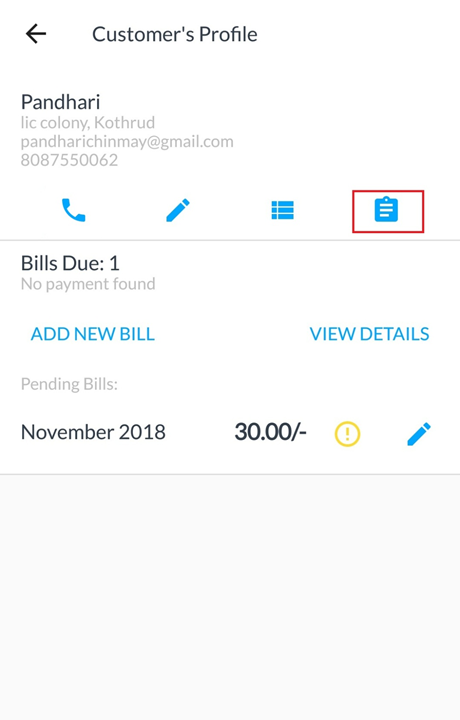 Customer's Profile
Pandhari
lic colony, Kothrud
pandharichinmay@gmail.com
8087550062
Bills Due: 1
No payment found
ADD NEW BILL VIEW DETAILS
Pending Bills:
November 2018 30.00/-